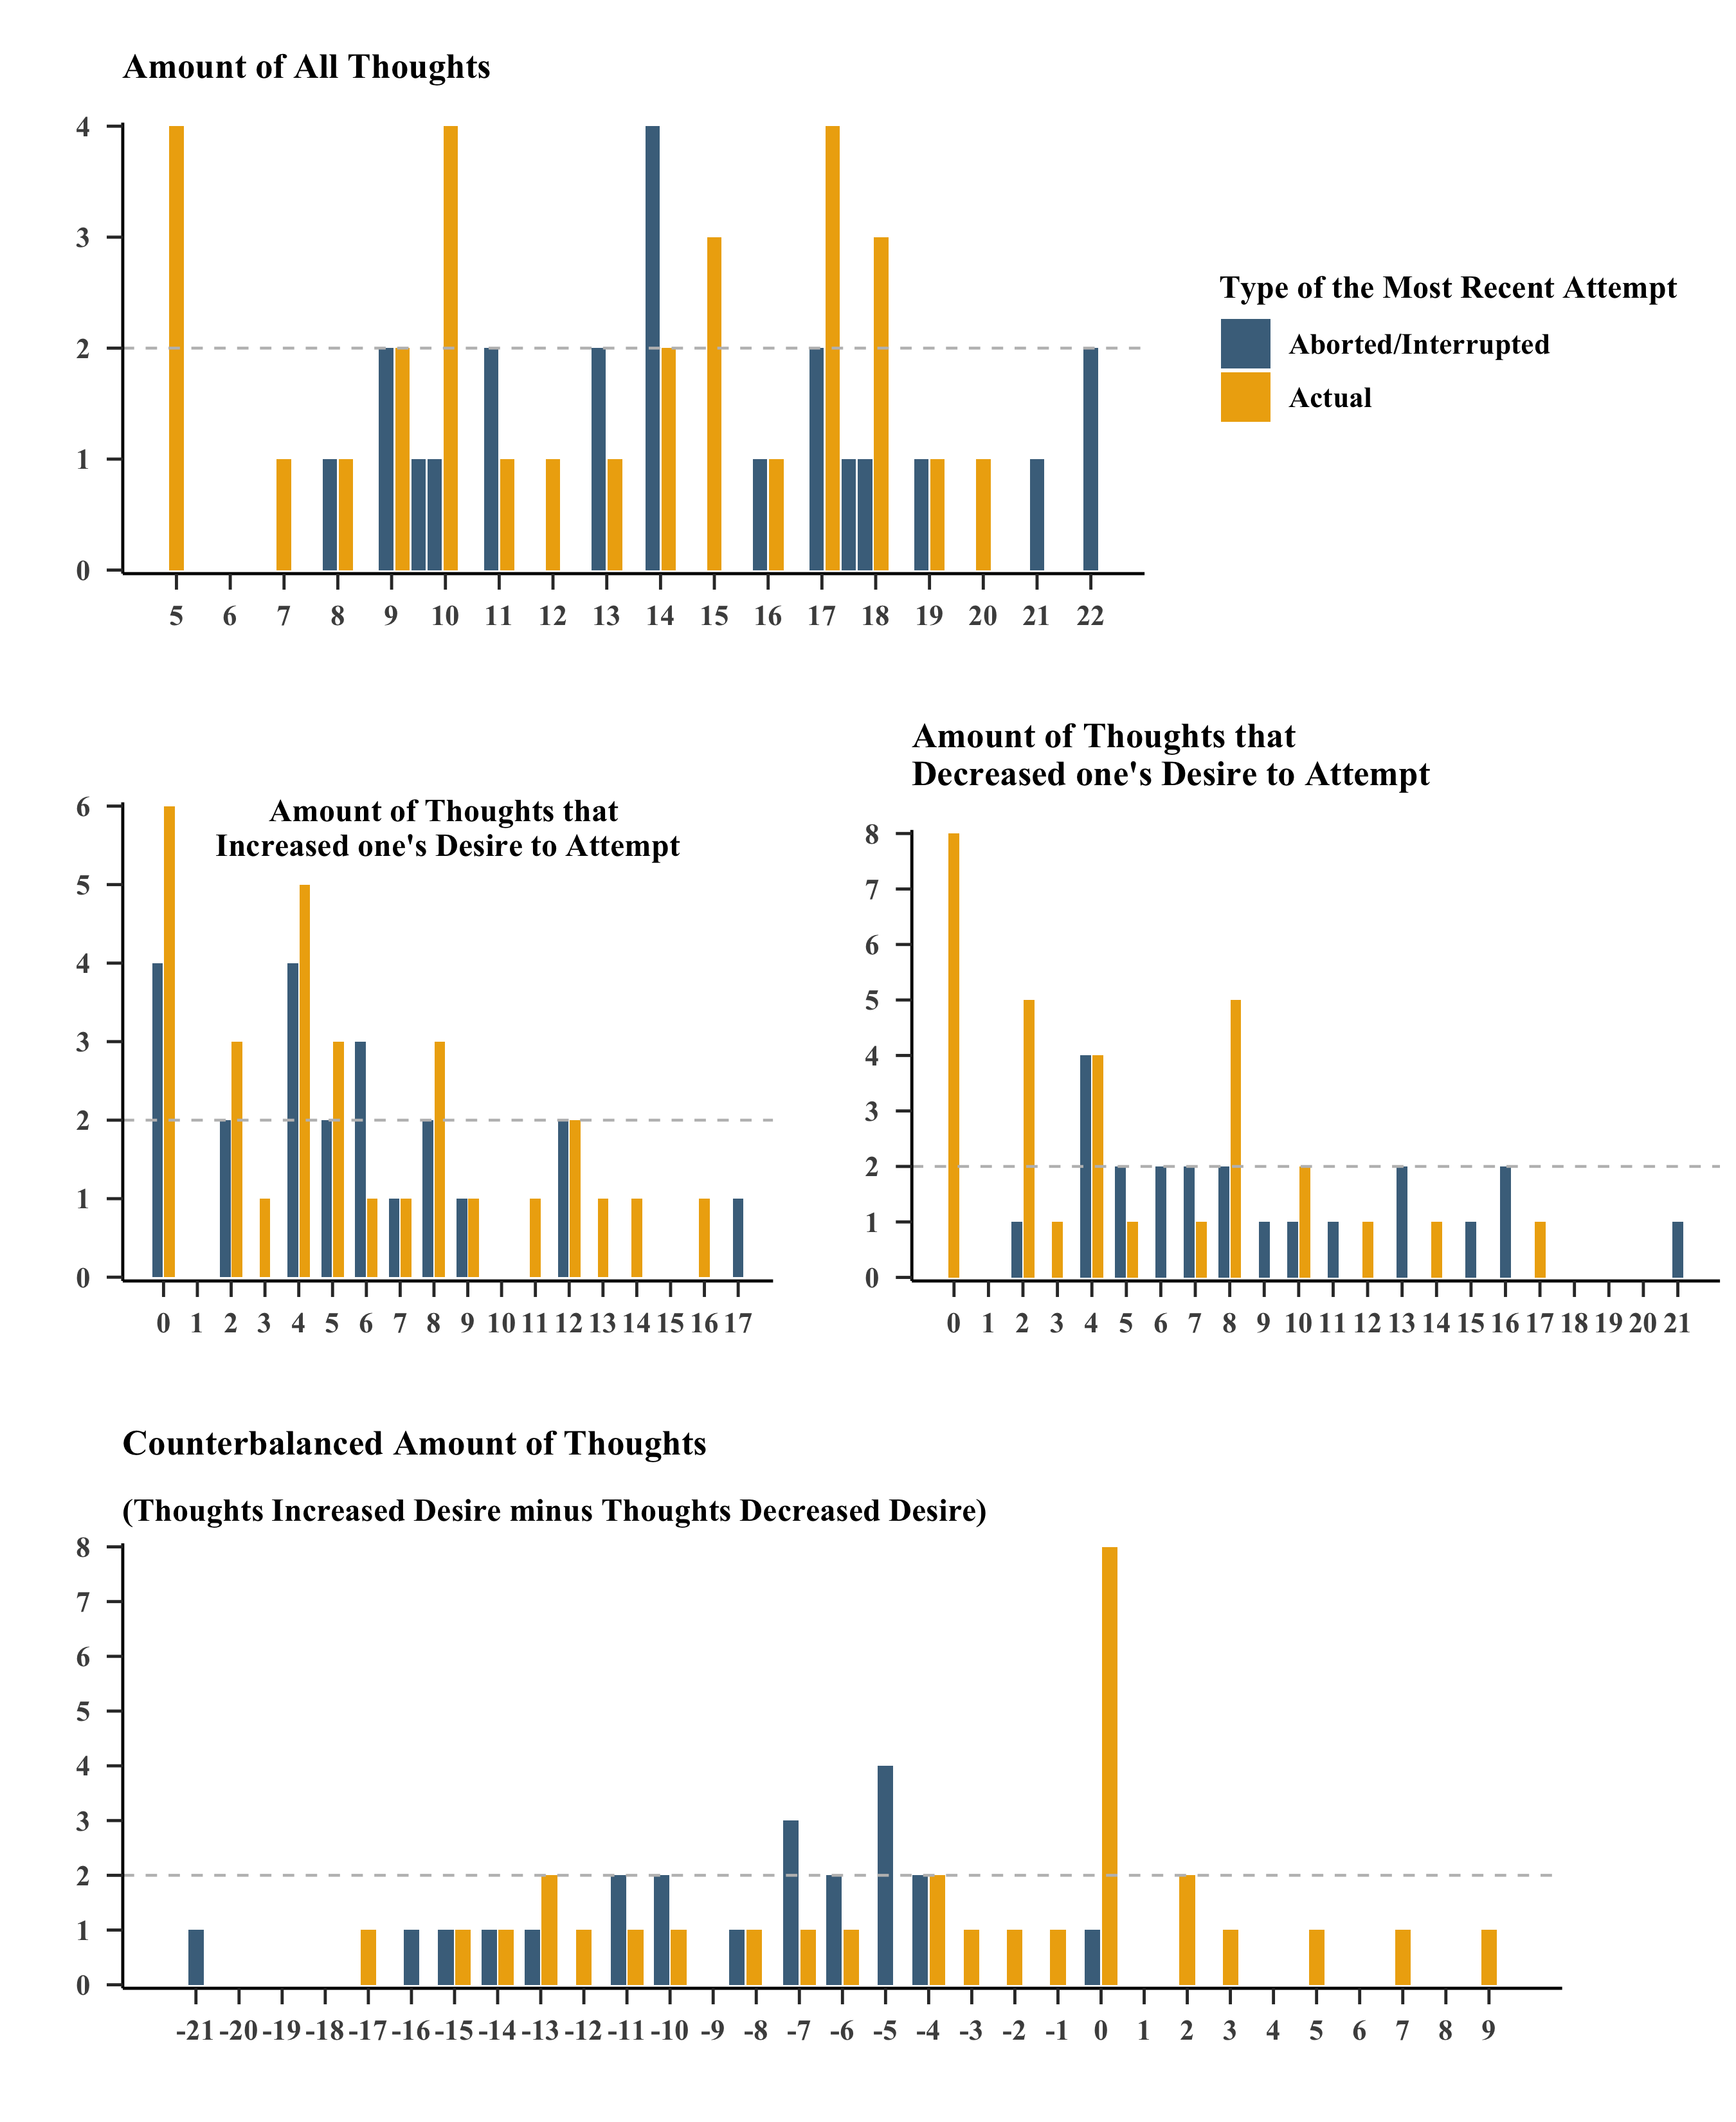 Amount of All Thoughts
4
3
2
1
0
5 6 7 8 9 10 11 12 13 14 15 16 17 18 19 20 21 22
Type of the Most Recent Attempt
Aborted/Interrupted
Actual
Amount of Thoughts that
Increased one's Desire to Attempt
6
5
4
3
2
1
0
0 1 2 3 4 5 6 7 8 9 10 11 12 13 14 15 16 17
Amount of Thoughts that
Decreased one's Desire to Attempt
8
7
6
5
4
3
2
1
0
0 1 2 3 4 5 6 7 8 9 10 11 12 13 14 15 16 17 18 19 20 21
Counterbalanced Amount of Thoughts
(Thoughts Increased Desire minus Thoughts Decreased Desire)
8
7
6
5
4
3
2
1
0
-21 -20 -19 -18 -17 -16 -15 -14 -13 -12 -11 -10 -9 -8 -7 -6 -5 -4 -3 -2 -1 0 1 2 3 4 5 6 7 8 9